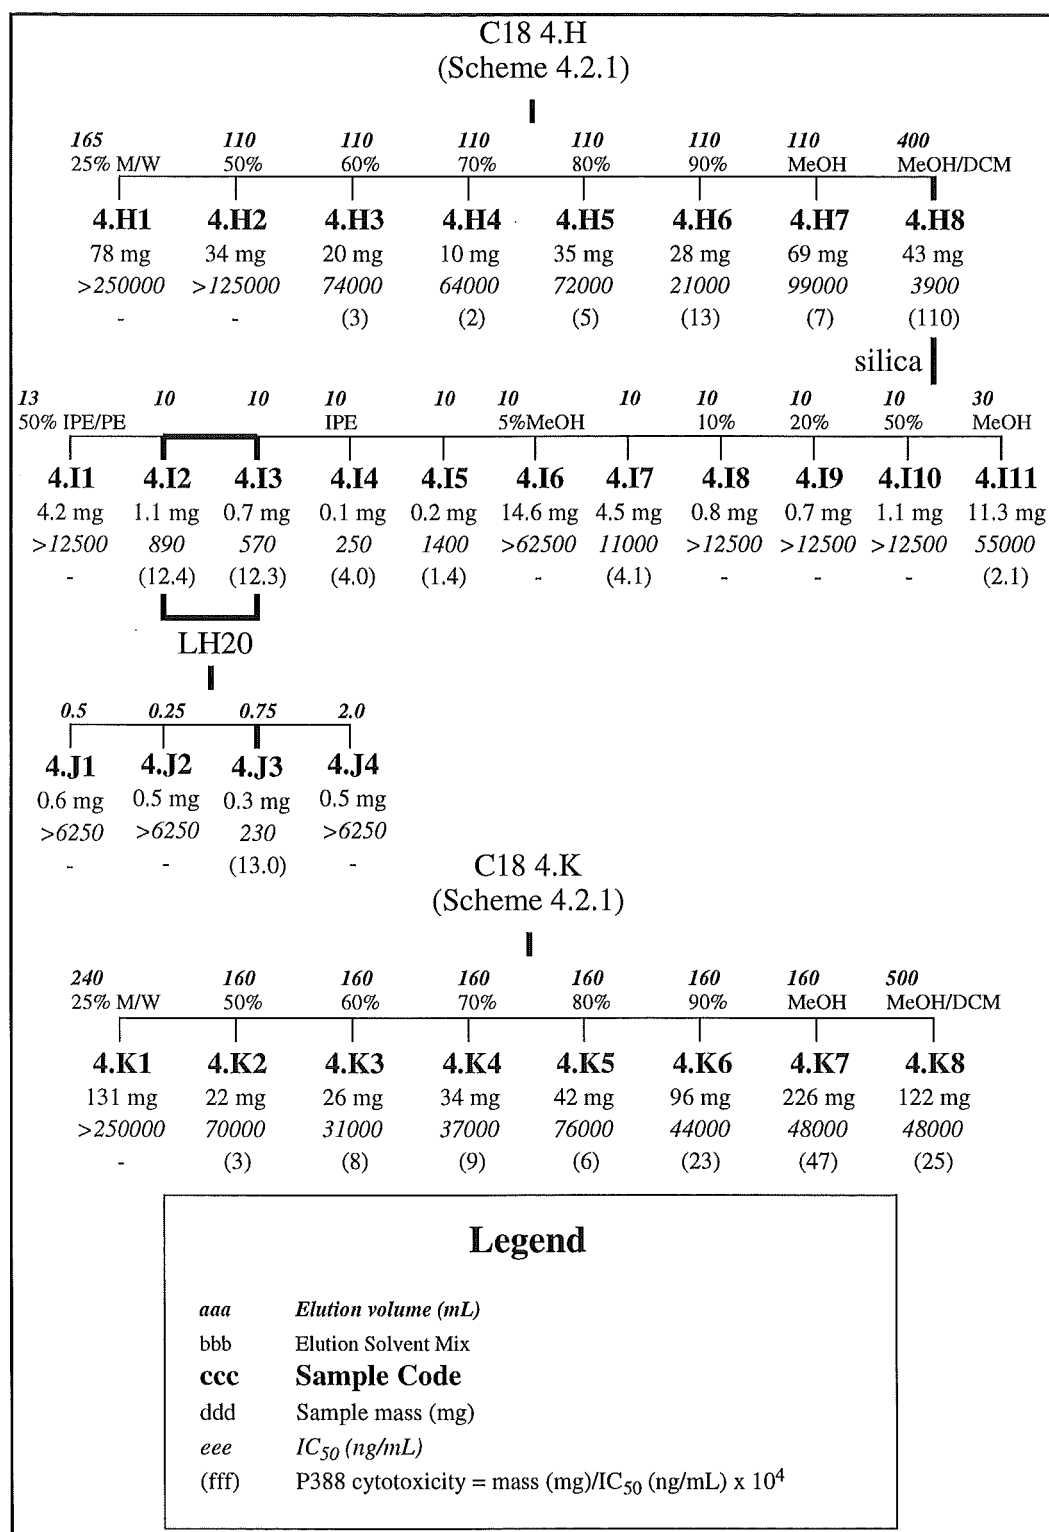 C18 4.H
(Scheme 4.2.1)
165 110 110 110 110 110 110 400
25% M/W 50% 60% 70% 80% 90% MeOH MeOH/DCM
4.H1 4.H2 4.H3 4.H4 4.H5 4.H6 4.H7 4.H8
78 mg 34 mg 20 mg 10 mg 35 mg 28 mg 69 mg 43 mg
>250000 >125000 74000 64000 72000 21000 99000 3900
- - (3) (2) (5) (13) (7) (110)
silica
13 10 10 10 10 10 10 10 10 10 30
50% IPE/PE IPE 5%MeOH 10% 20% 50% MeOH
4.I1 4.I2 4.I3 4.I4 4.I5 4.I6 4.I7 4.I8 4.I9 4.I10 4.I11
4.2 mg 1.1 mg 0.7 mg 0.1 mg 0.2 mg 14.6 mg 4.5 mg 0.8 mg 0.7 mg 1.1 mg 11.3 mg
>12500 890 570 250 1400 >62500 11000 >12500 >12500 >12500 55000
- (12.4) (12.3) (4.0) (1.4) - (4.1) - - - (2.1)
LH20
0.5 0.25 0.75 2.0
4.J1 4.J2 4.J3 4.J4
0.6 mg 0.5 mg 0.3 mg 0.5 mg
>6250 >6250 230 >6250
- - (13.0) -
C18 4.K
(Scheme 4.2.1)
240 160 160 160 160 160 160 500
25% M/W 50% 60% 70% 80% 90% MeOH MeOH/DCM
4.K1 4.K2 4.K3 4.K4 4.K5 4.K6 4.K7 4.K8
131 mg 22 mg 26 mg 34 mg 42 mg 96 mg 226 mg 122 mg
>250000 70000 31000 37000 76000 44000 48000 48000
- (3) (8) (9) (6) (23) (47) (25)
Legend
aaa Elution volume (mL)
bbb Elution Solvent Mix
ccc Sample Code
ddd Sample mass (mg)
eee IC50 (ng/mL)
(fff) P388 cytotoxicity = mass (mg)/IC50 (ng/mL) x 10^4